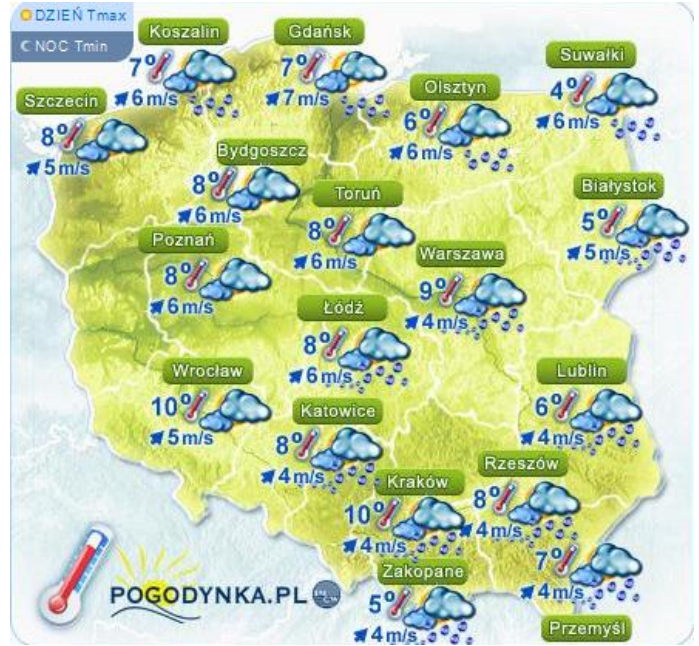 DZIEŃ Tmax
NOC Tmin
Koszalin
7°
6 m/s
Gdańsk
7°
7 m/s
Suwałki
4°
6 m/s
Szczecin
8°
5 m/s
Olsztyn
6°
6 m/s
Bydgoszcz
8°
6 m/s
Toruń
8°
6 m/s
Białystok
5°
5 m/s
Poznań
8°
6 m/s
Warszawa
9°
4 m/s
Łódź
8°
6 m/s
Wrocław
10°
5 m/s
Lublin
6°
4 m/s
Katowice
8°
4 m/s
Kraków
10°
4 m/s
Rzeszów
8°
4 m/s
7°
4 m/s
Przemyśl
Zakopane
5°
4 m/s
POGODYNKA.PL